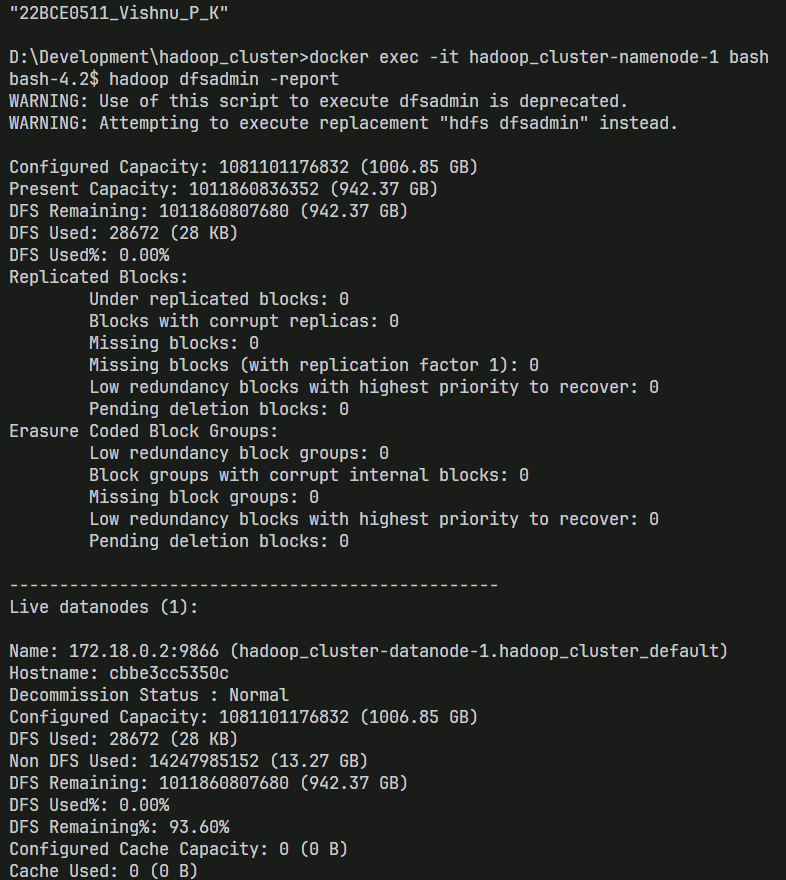 "22BCE0511_Vishnu_P_K"
D:\Development\hadoop_cluster>docker exec -it hadoop_cluster-namenode-1 bash
bash-4.2$ hadoop dfsadmin -report
WARNING: Use of this script to execute dfsadmin is deprecated.
WARNING: Attempting to execute replacement "hdfs dfsadmin" instead.
Configured Capacity: 1081101176832 (1006.85 GB)
Present Capacity: 1011860836352 (942.37 GB)
DFS Remaining: 1011860807680 (942.37 GB)
DFS Used: 28672 (28 KB)
DFS Used%: 0.00%
Replicated Blocks:
Under replicated blocks: 0
Blocks with corrupt replicas: 0
Missing blocks: 0
Missing blocks (with replication factor 1): 0
Low redundancy blocks with highest priority to recover: 0
Pending deletion blocks: 0
Erasure Coded Block Groups:
Low redundancy block groups: 0
Block groups with corrupt internal blocks: 0
Missing block groups: 0
Low redundancy blocks with highest priority to recover: 0
Pending deletion blocks: 0
-------------------------------------------------
Live datanodes (1):
Name: 172.18.0.2:9866 (hadoop_cluster-datanode-1.hadoop_cluster_default)
Hostname: cbbe3cc5350c
Decommission Status : Normal
Configured Capacity: 1081101176832 (1006.85 GB)
DFS Used: 28672 (28 KB)
Non DFS Used: 14247985152 (13.27 GB)
DFS Remaining: 1011860807680 (942.37 GB)
DFS Used%: 0.00%
DFS Remaining%: 93.60%
Configured Cache Capacity: 0 (0 B)
Cache Used: 0 (0 B)